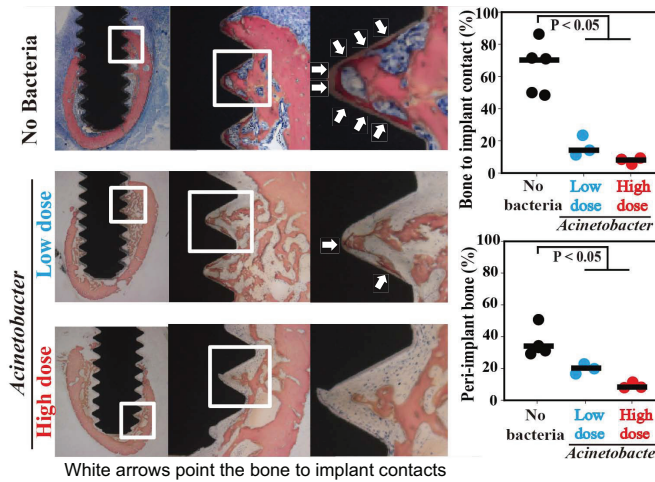 No Bacteria
Acinetobacter
Low dose
High dose
White arrows point the bone to implant contacts
Bone to implant contact (%)
100
80
60
40
20
0
P < 0.05
No bacteria
Low dose
High dose
Acinetobacter
Peri-implant bone (%)
100
80
60
40
20
0
P < 0.05
No bacteria
Low dose
High dose
Acinetobacter